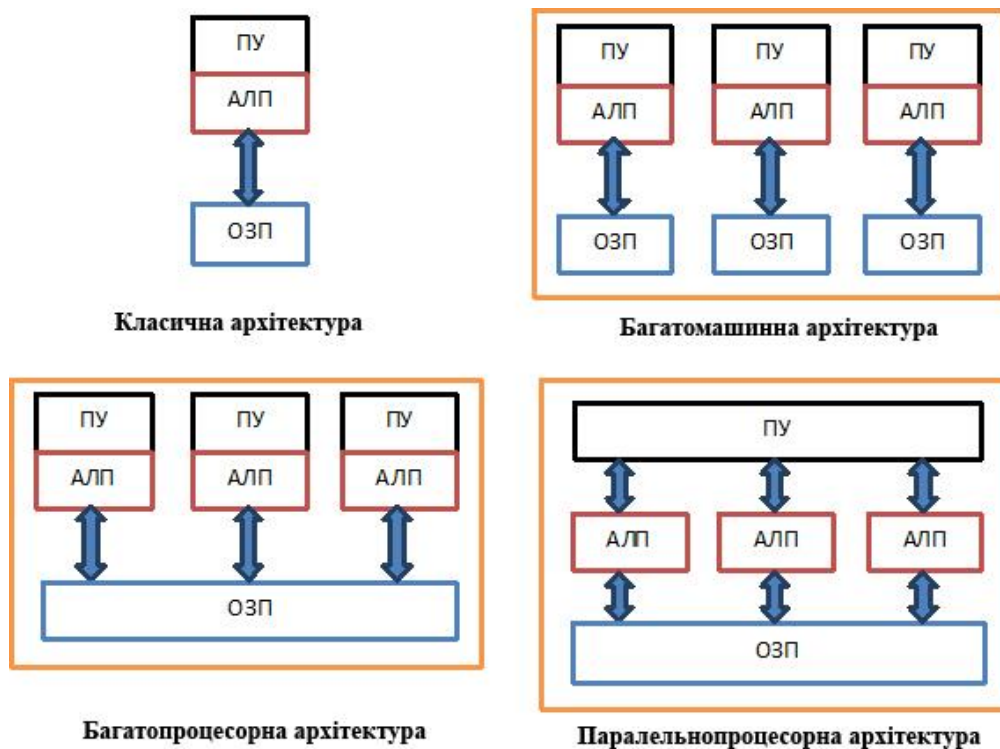 ПУ
АЛП
ОЗП
Класична архітектура
ПУ ПУ ПУ
АЛП АЛП АЛП
ОЗП ОЗП ОЗП
Багатомашинна архітектура
ПУ ПУ ПУ
АЛП АЛП АЛП
ОЗП
Багатопроцесорна архітектура
ПУ
АЛП АЛП АЛП
ОЗП
Паралельнопроцесорна архітектура